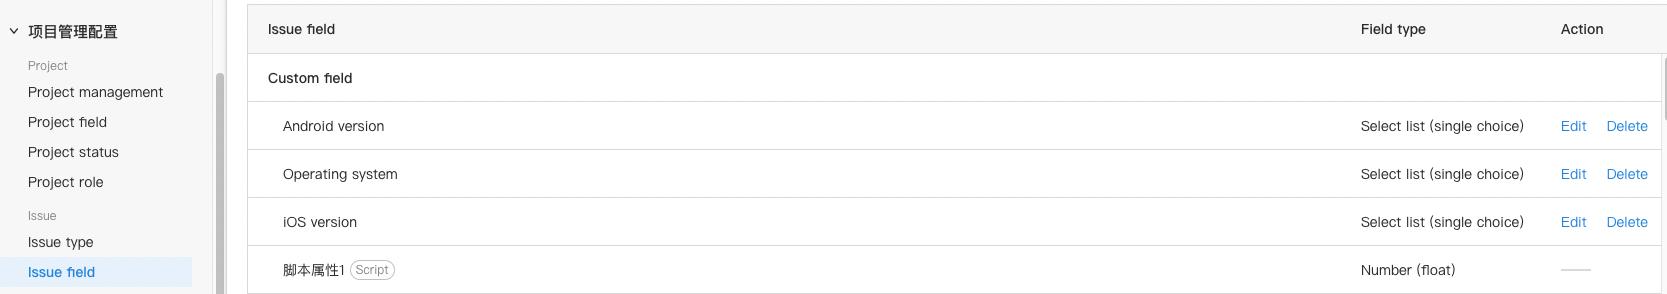 项目管理配置
Project
Project management
Project field
Project status
Project role
Issue
Issue type
Issue field
Issue field Field type Action
Custom field
Android version Select list (single choice) Edit Delete
Operating system Select list (single choice) Edit Delete
iOS version Select list (single choice) Edit Delete
脚本属性1 Script Number (float)